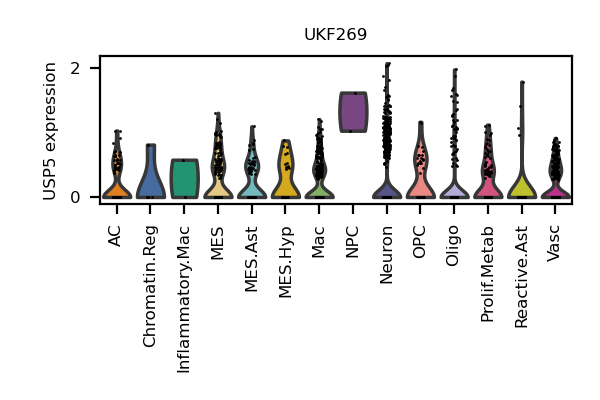 UKF269
USP5 expression
2
0
AC
Chromatin.Reg
Inflammatory.Mac
MES
MES.Ast
MES.Hyp
Mac
NPC
Neuron
OPC
Oligo
Prolif.Metab
Reactive.Ast
Vasc